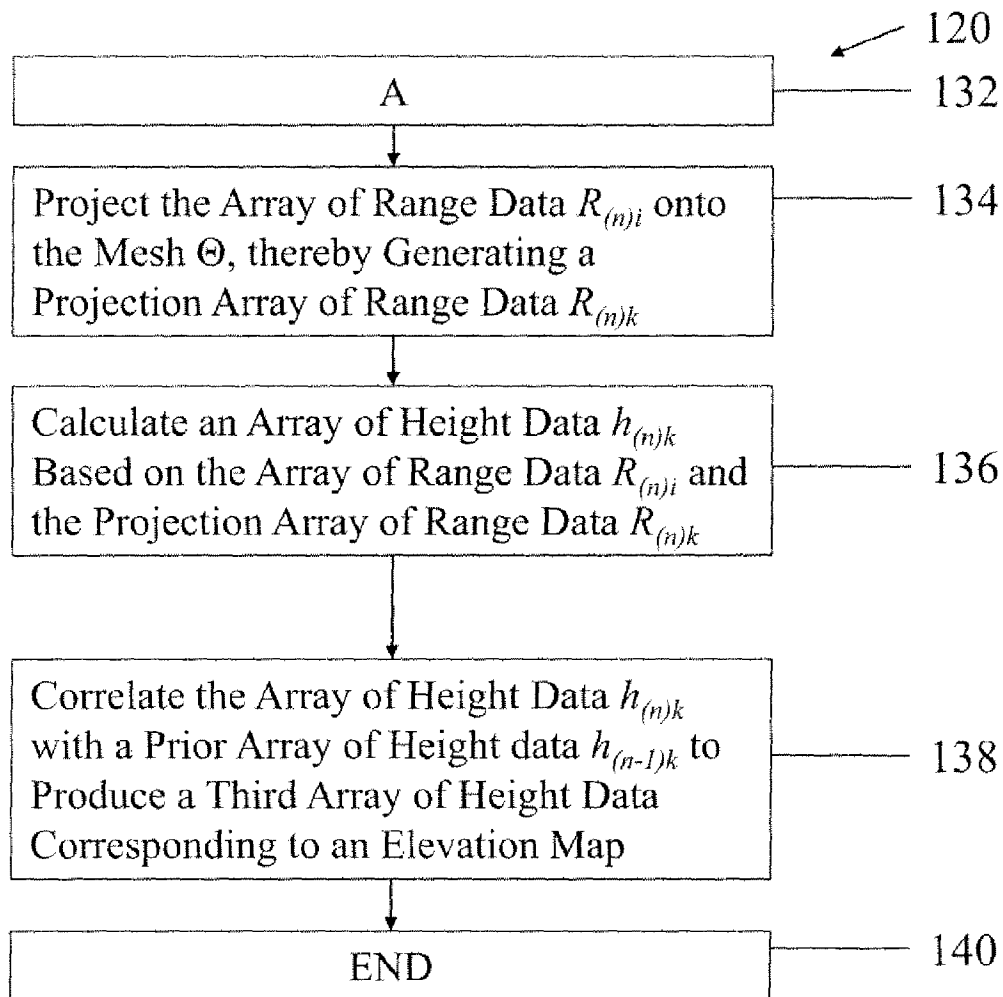 120
A
132
Project the Array of Range Data R(n)i onto
the Mesh Θ, thereby Generating a
Projection Array of Range Data R(n)k
134
Calculate an Array of Height Data h(n)k
Based on the Array of Range Data R(n)i and
the Projection Array of Range Data R(n)k
136
Correlate the Array of Height Data h(n)k
with a Prior Array of Height data h(n-1)k to
Produce a Third Array of Height Data
Corresponding to an Elevation Map
138
END
140